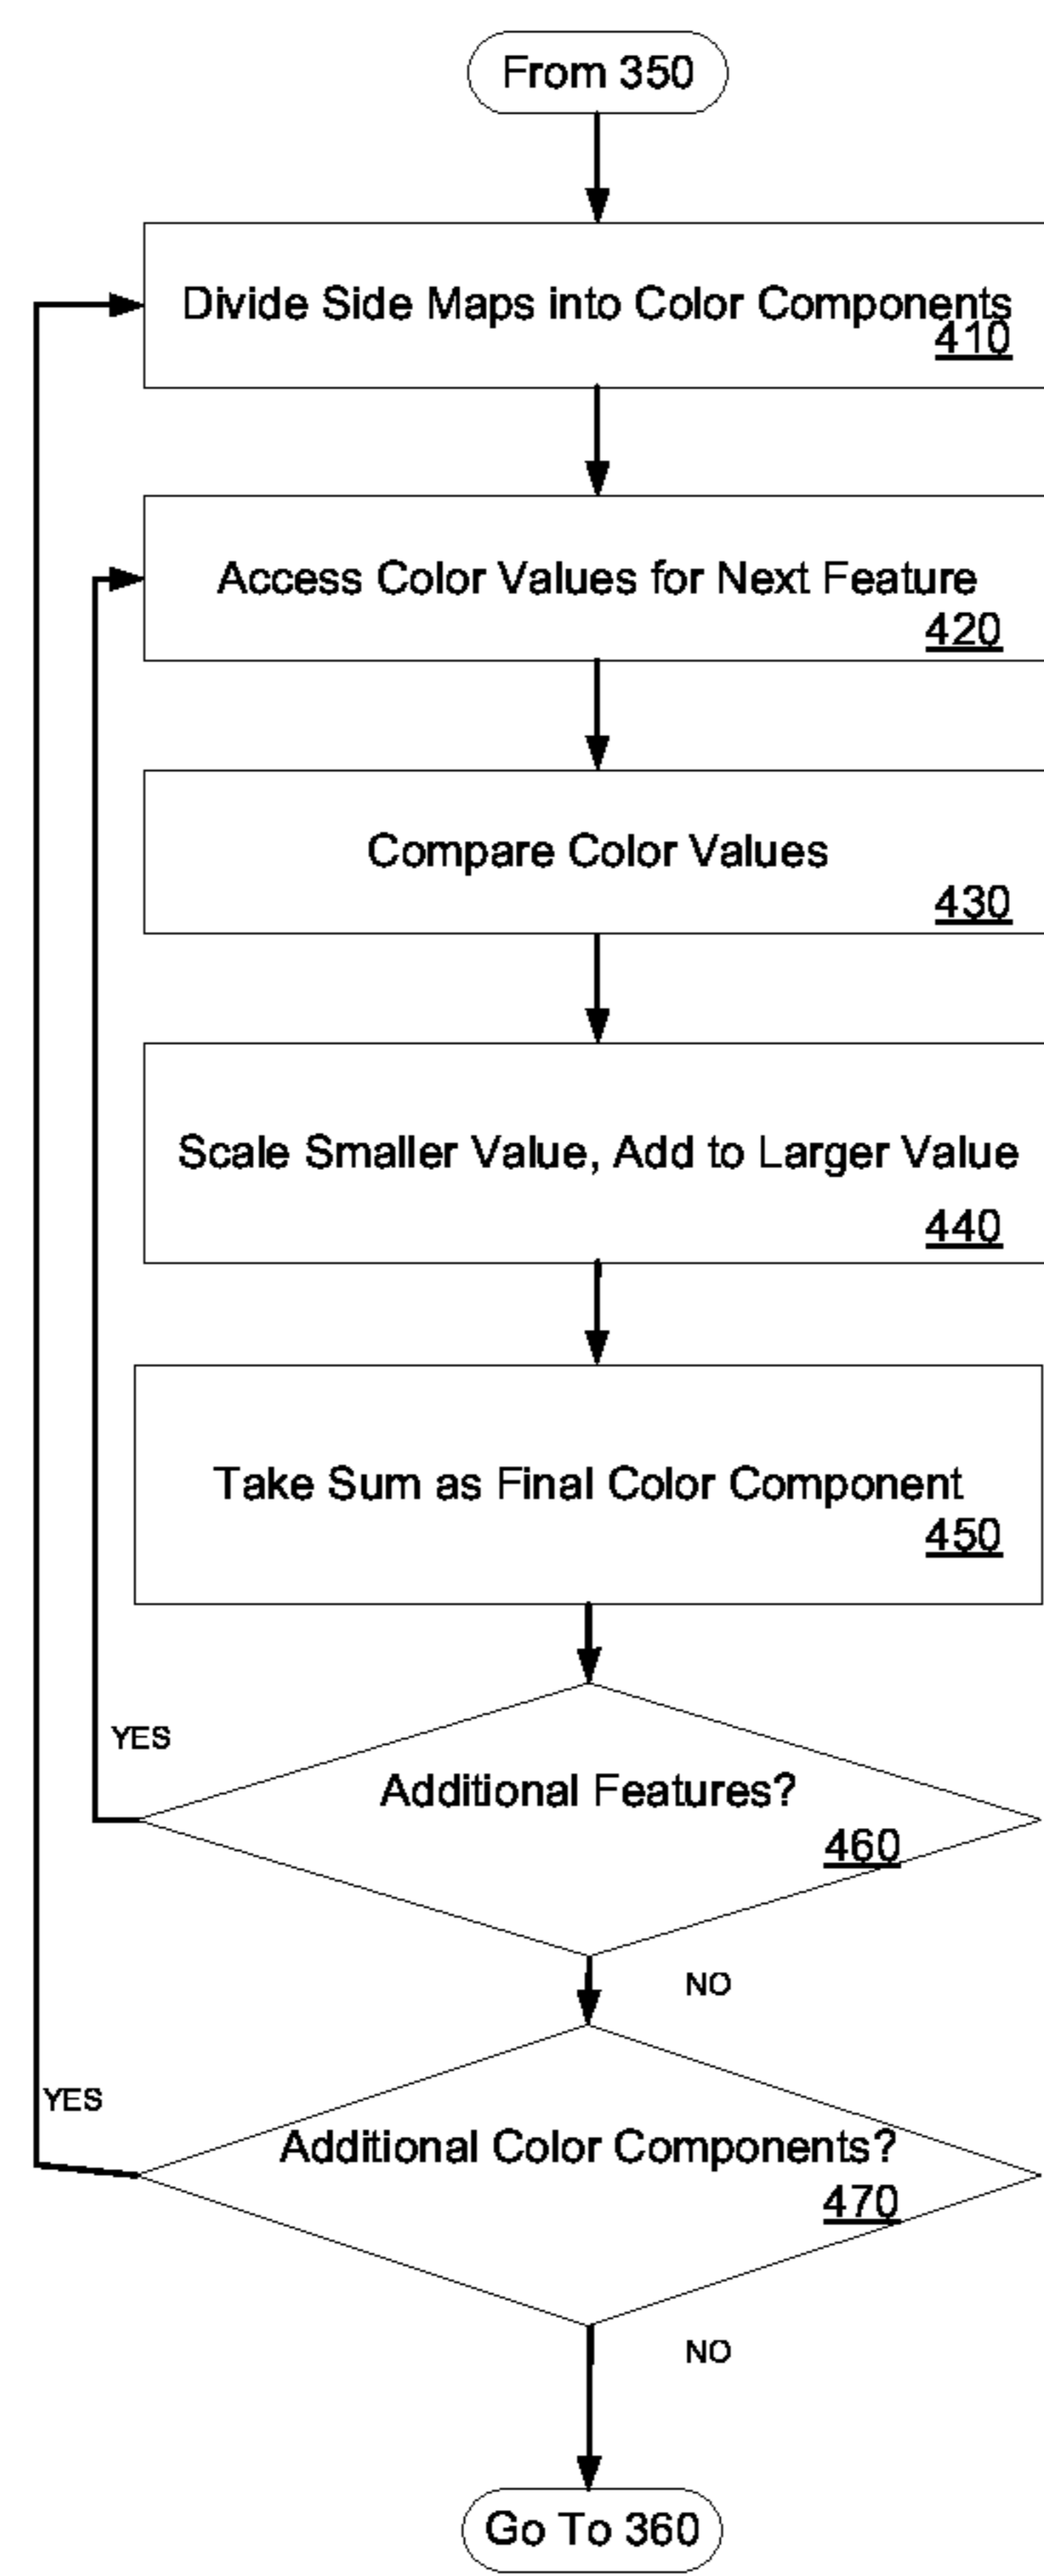 From 350
Divide Side Maps into Color Components
410
Access Color Values for Next Feature
420
Compare Color Values
430
Scale Smaller Value, Add to Larger Value
440
Take Sum as Final Color Component
450
YES
Additional Features?
460
NO
YES
Additional Color Components?
470
NO
Go To 360